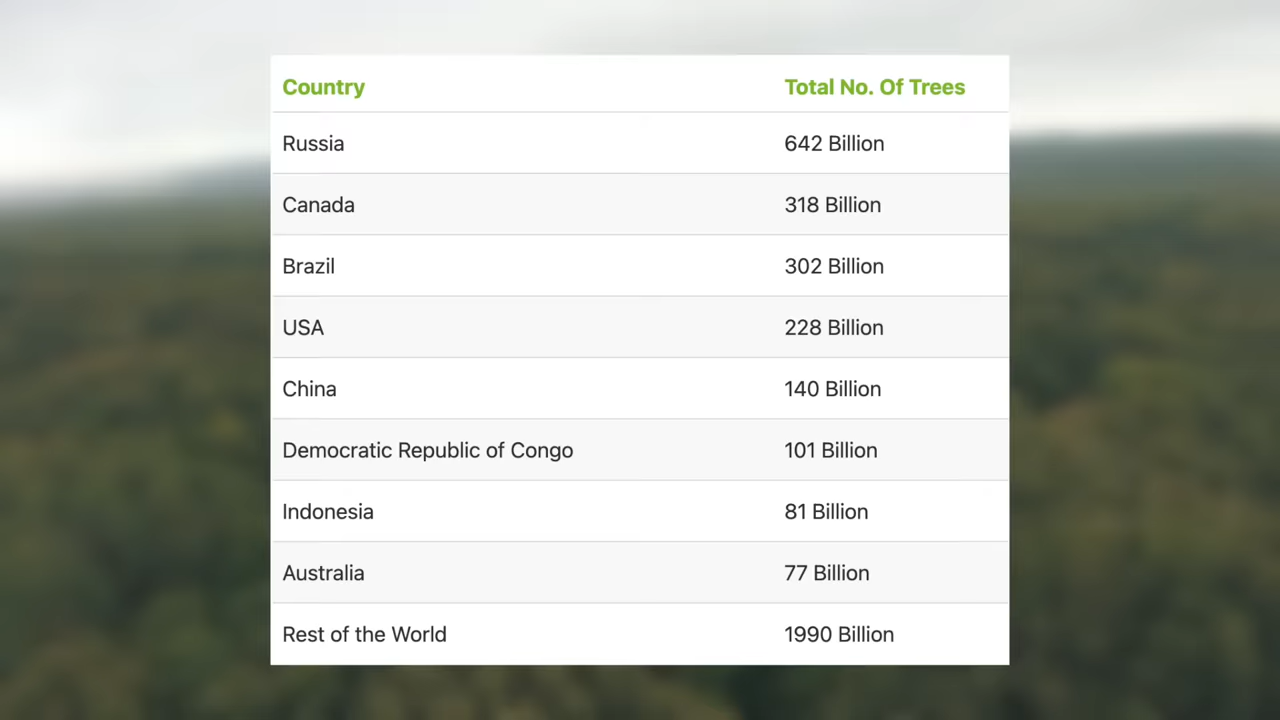 Country Total No. Of Trees
Russia 642 Billion
Canada 318 Billion
Brazil 302 Billion
USA 228 Billion
China 140 Billion
Democratic Republic of Congo 101 Billion
Indonesia 81 Billion
Australia 77 Billion
Rest of the World 1990 Billion